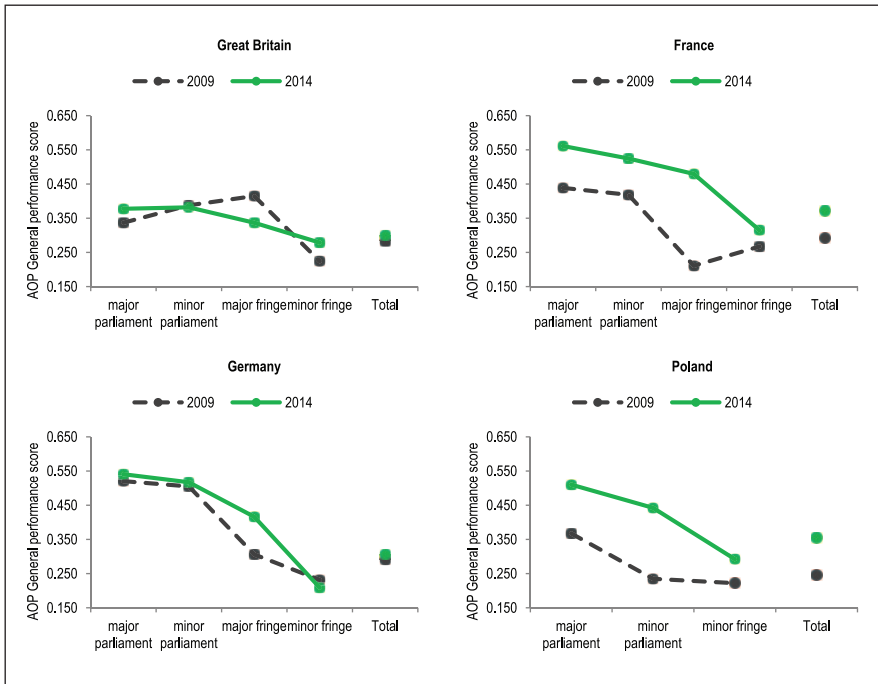 Great Britain
2009 2014
AOP General performance score
0.650
0.550
0.450
0.350
0.250
0.150
major parliament
minor parliament
major fringe
minor fringe
Total
France
2009 2014
AOP General performance score
0.650
0.550
0.450
0.350
0.250
0.150
major parliament
minor parliament
major fringe
minor fringe
Total
Germany
2009 2014
AOP General performance score
0.650
0.550
0.450
0.350
0.250
0.150
major parliament
minor parliament
major fringe
minor fringe
Total
Poland
2009 2014
AOP General performance score
0.650
0.550
0.450
0.350
0.250
0.150
major parliament
minor parliament
minor fringe
Total